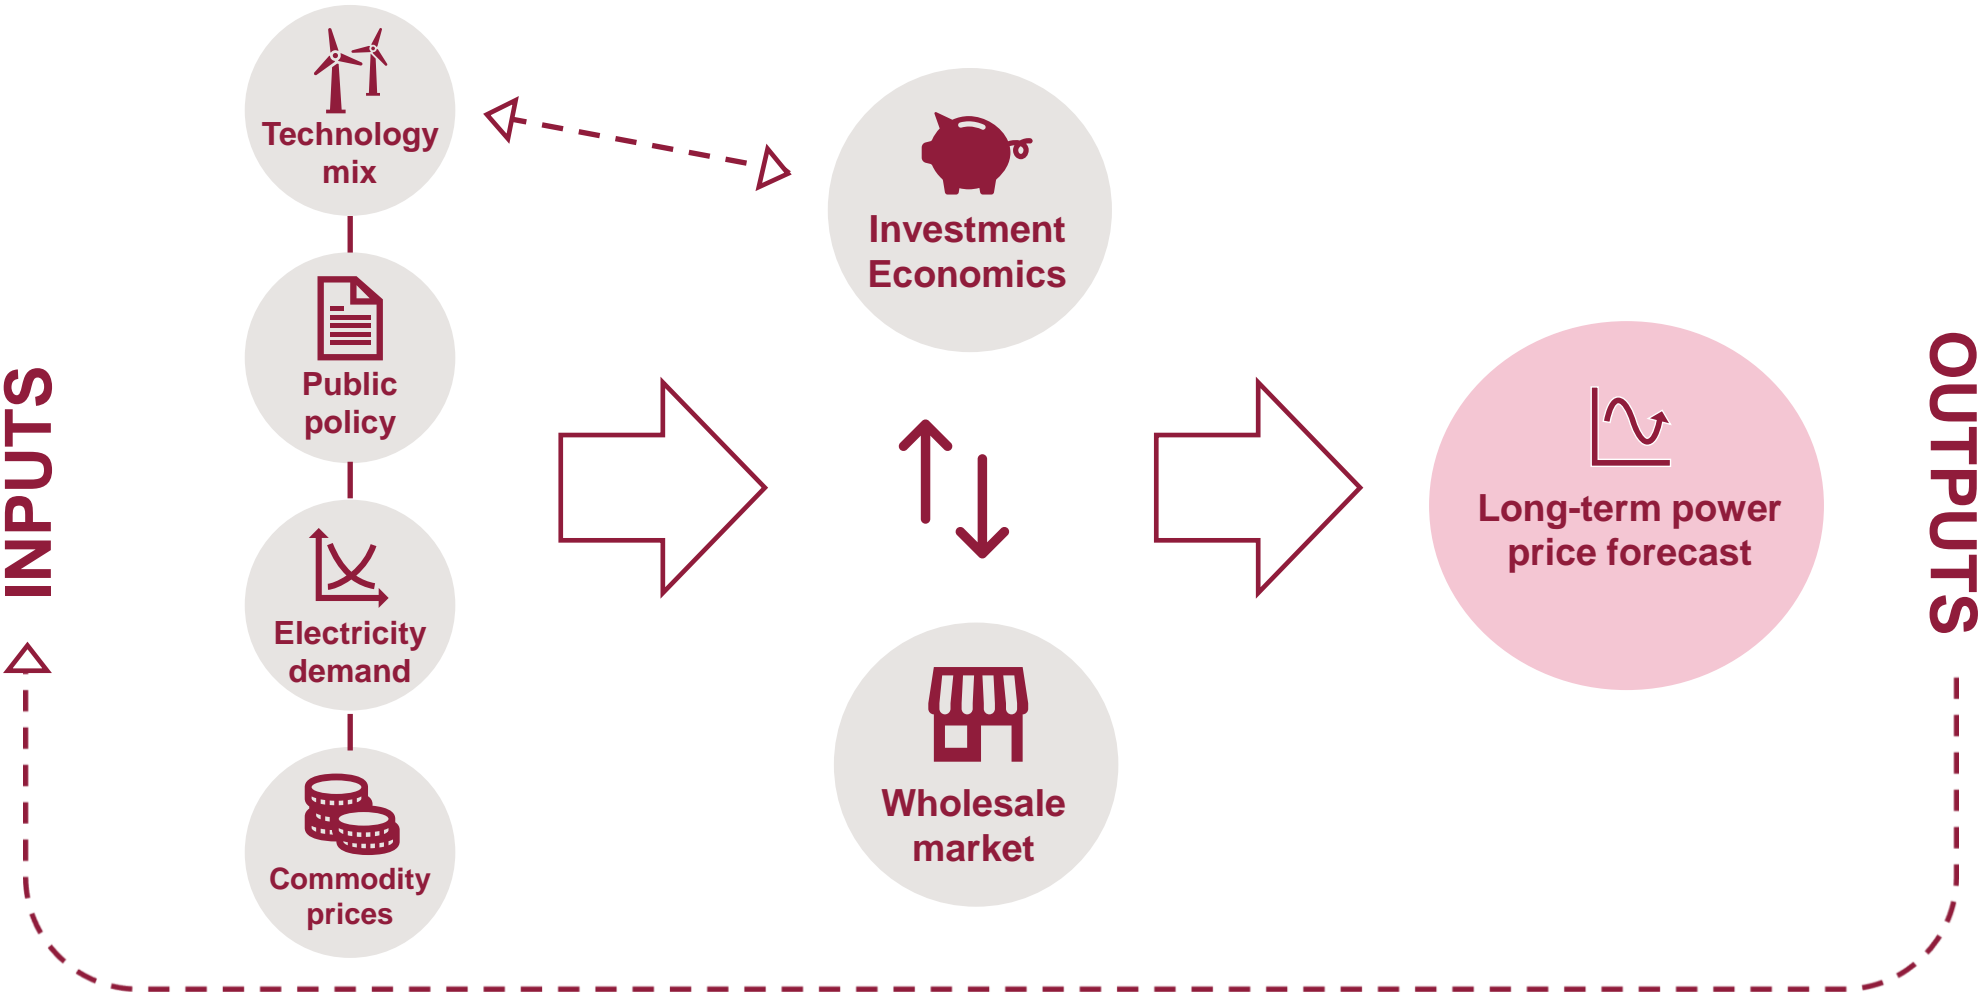 INPUTS
Technology
mix
Public
policy
Electricity
demand
Commodity
prices
Investment
Economics
Wholesale
market
Long-term power
price forecast
OUTPUTS